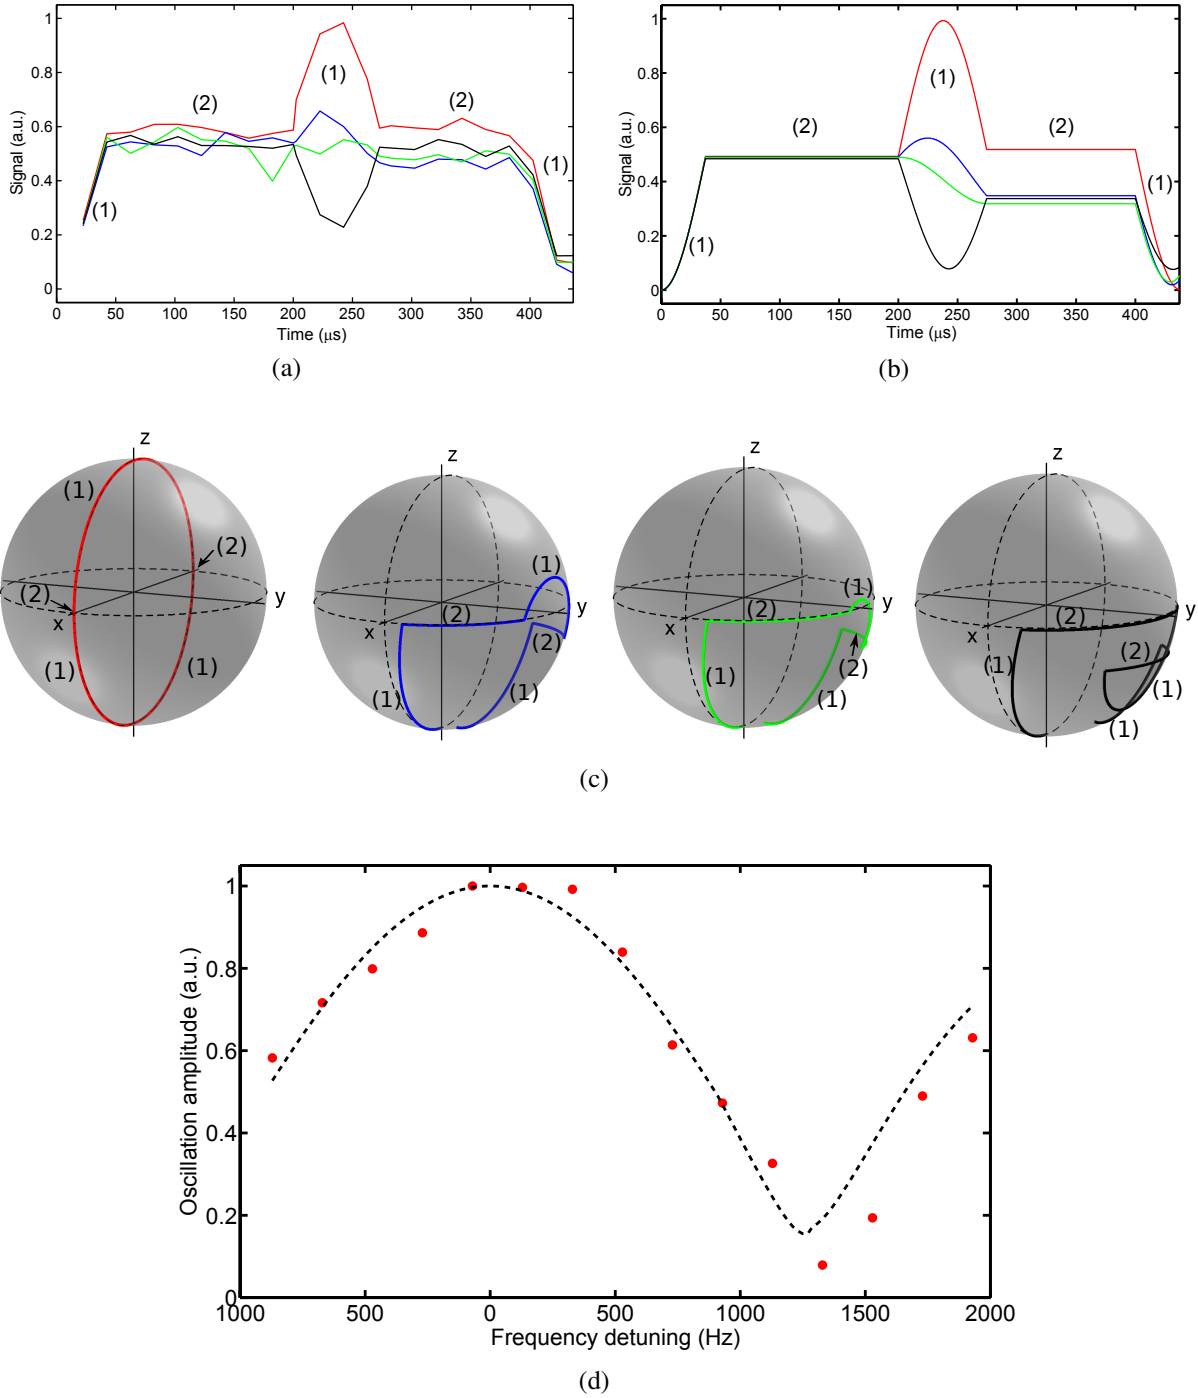 1
0.8
0.6
0.4
0.2
0
Signal (a.u.)
(1)
(2)
(1)
(2)
(1)
0 50 100 150 200 250 300 350 400
Time (μs)
(a)
1
0.8
0.6
0.4
0.2
0
Signal (a.u.)
(1)
(2)
(1)
(2)
(1)
0 50 100 150 200 250 300 350 400
Time (μs)
(b)
z
(1)
(2)
(2)
y
x
(1)
(1)
z
(1)
(2)
y
x
(2)
(1)
(1)
z
(1)
(2)
y
x
(2)
(1)
(1)
z
(2)
y
x
(1)
(2)
(1)
(1)
(c)
1
0.8
0.6
0.4
0.2
0
Oscillation amplitude (a.u.)
1000 500 0 500 1000 1500 2000
Frequency detuning (Hz)
(d)